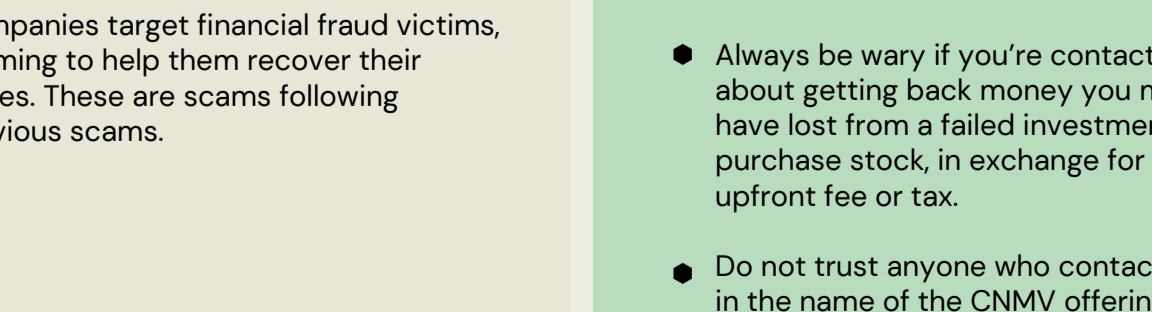 mpanies target financial fraud victims,
ming to help them recover their
es. These are scams following
vious scams.
Always be wary if you're contact
about getting back money you
have lost from a failed investme
purchase stock, in exchange for
upfront fee or tax.
Do not trust anyone who contac
in the name of the CNMV offerin